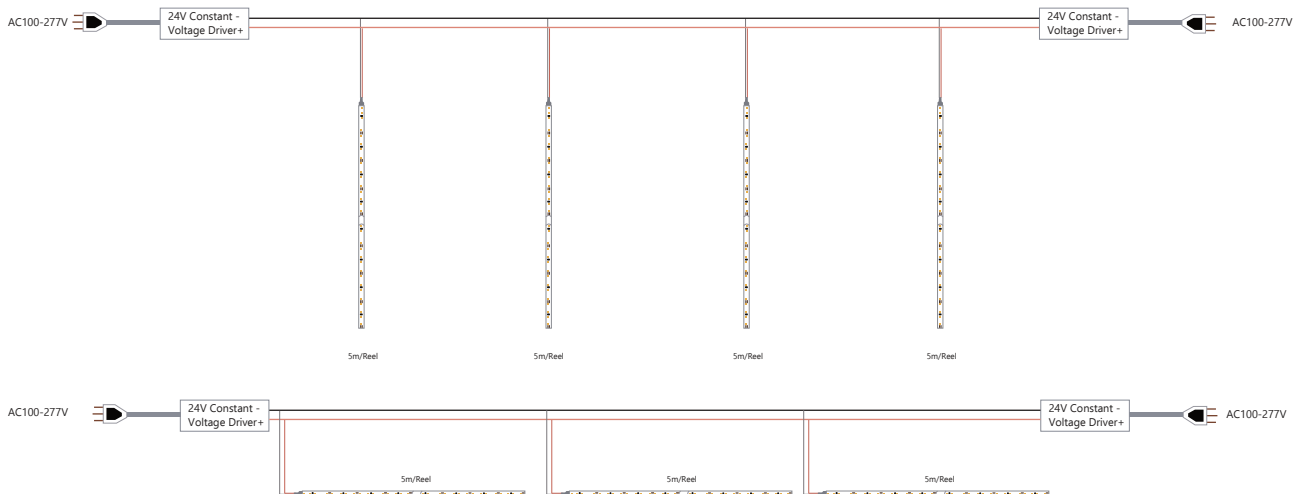 AC100-277V
24V Constant -
Voltage Driver+
24V Constant -
Voltage Driver+
AC100-277V
5m/Reel
5m/Reel
5m/Reel
5m/Reel
AC100-277V
24V Constant -
Voltage Driver+
24V Constant -
Voltage Driver+
AC100-277V
5m/Reel
5m/Reel
5m/Reel